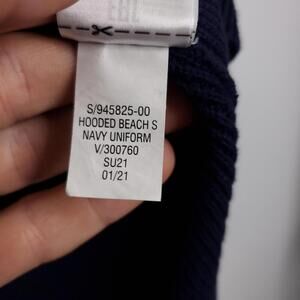 S/945825-00
HOODED BEACH S
NAVY UNIFORM
V/300760
SU21
01/21